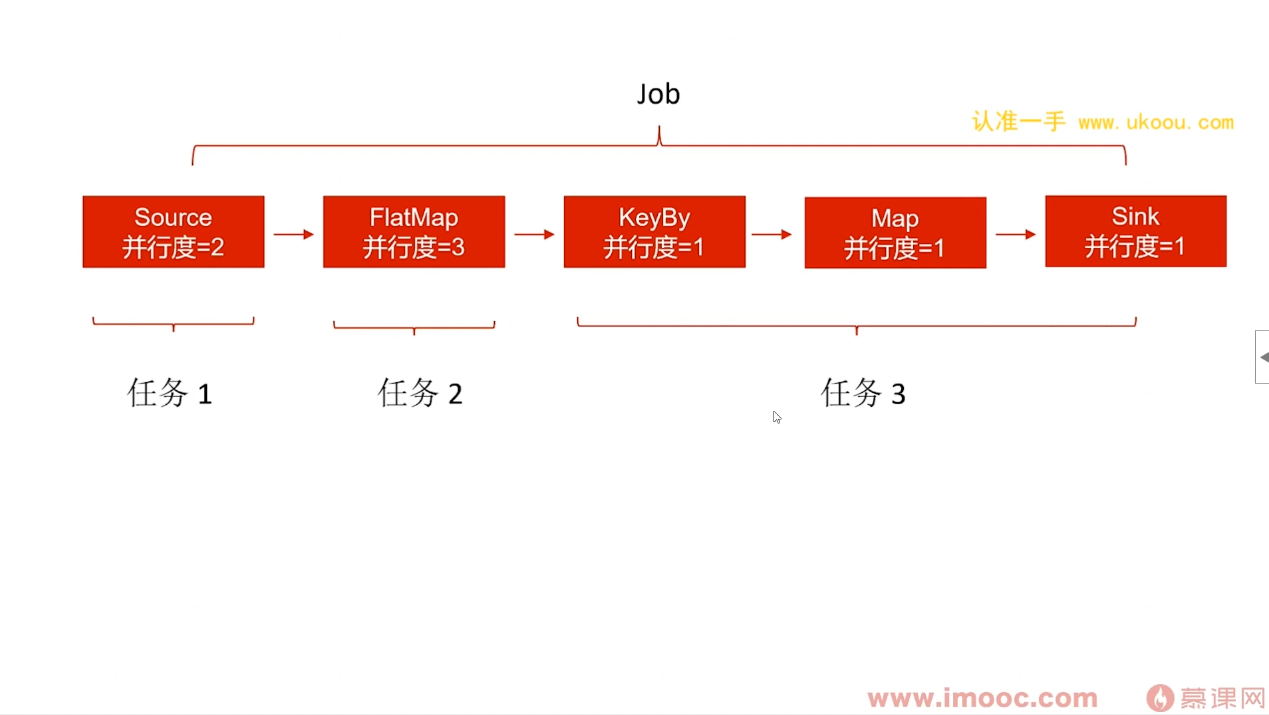 Job
认准一手 www.ukoou.com
Source
并行度=2
FlatMap
并行度=3
KeyBy
并行度=1
Map
并行度=1
Sink
并行度=1
任务 1
任务 2
任务 3
www.imooc.com 慕课网